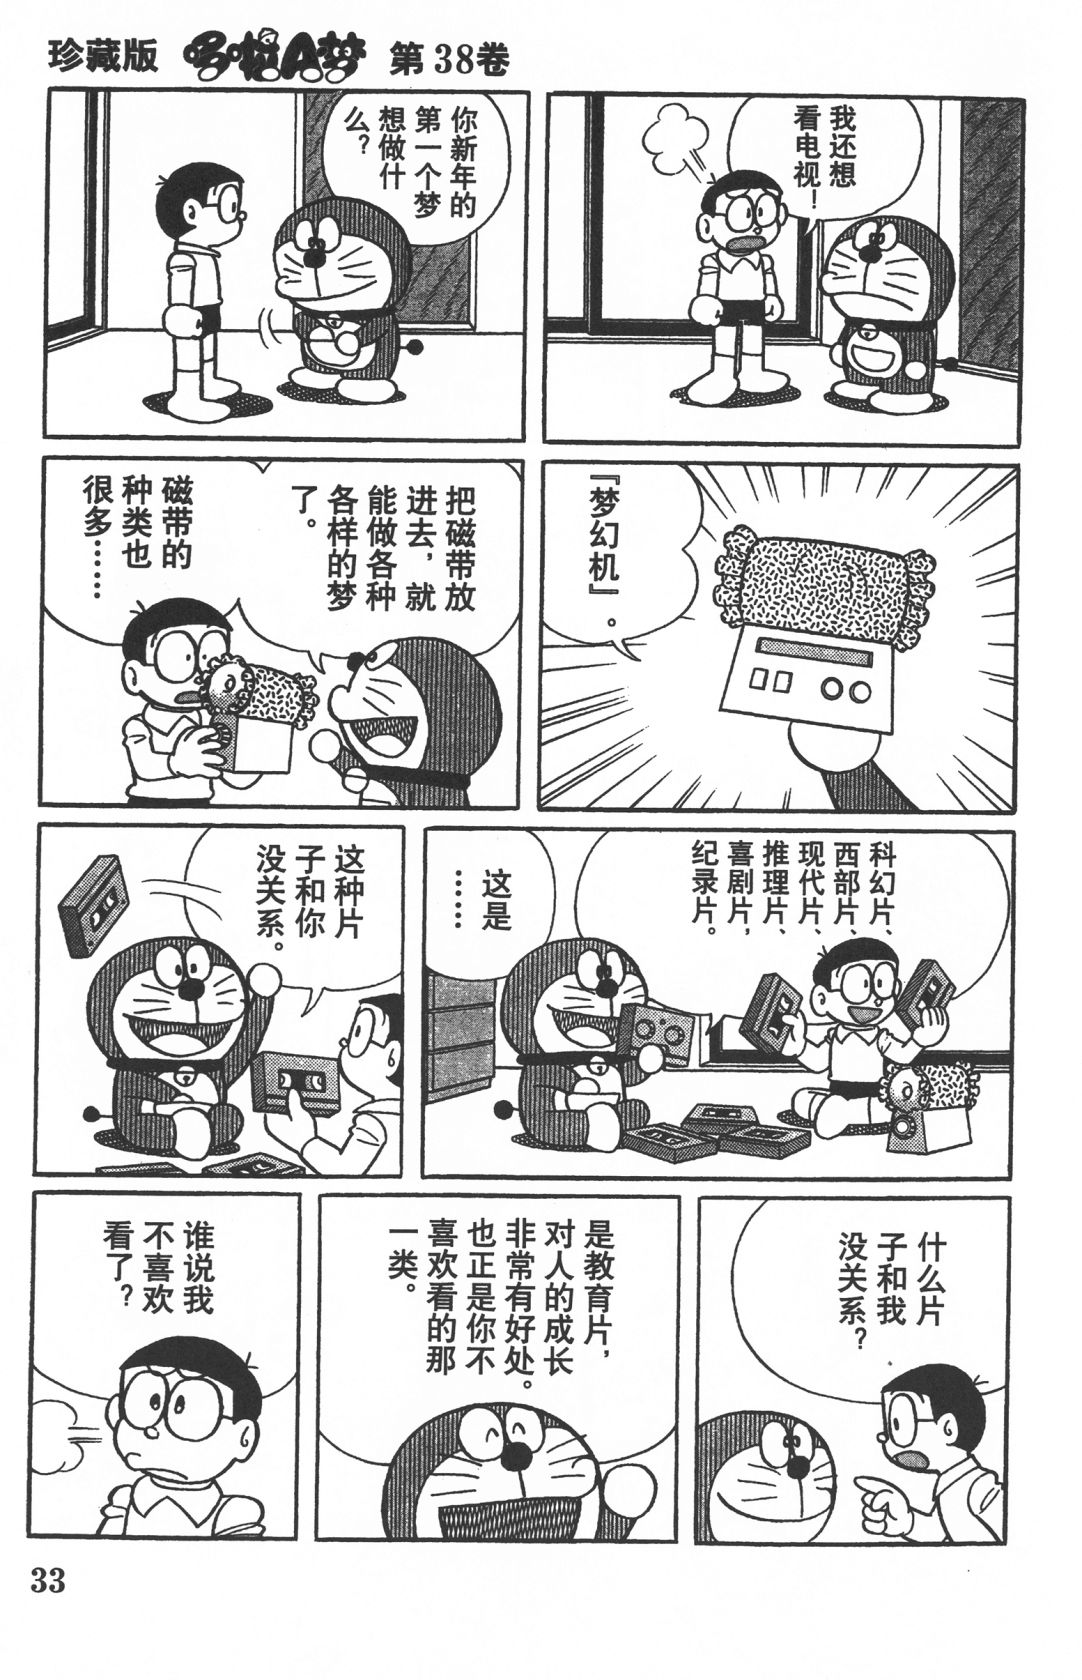 珍藏版 哆啦A梦 第38卷
我还想
看电视！
你新年的
第一个梦
想做什
么？
『梦幻机』。
把磁带放
进去，就
能做各种
各样的梦
了。
磁带的
种类也
很多……
科幻片、
西部片、
现代片、
推理片、
喜剧片，
纪录片。
这是
……
这种片
子和你
没关系。
什么片
子和我
没关系？
是教育片，
对人的成长
非常有好处。
也正是你不
喜欢看的那
一类。
谁说我
不喜欢
看了？
33